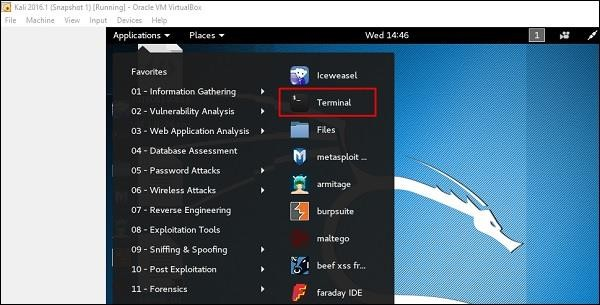 Kali 2016.1 (Snapshot 1) [Running] - Oracle VM VirtualBox
File Machine View Input Devices Help
Applications Places Wed 14:46 1
Favorites
01 - Information Gathering
02 - Vulnerability Analysis
03 - Web Application Analysis
04 - Database Assessment
05 - Password Attacks
06 - Wireless Attacks
07 - Reverse Engineering
08 - Exploitation Tools
09 - Sniffing & Spoofing
10 - Post Exploitation
11 - Forensics
Iceweasel
Terminal
Files
metasploit ...
armitage
burpsuite
maltego
beef xss fr...
faraday IDE